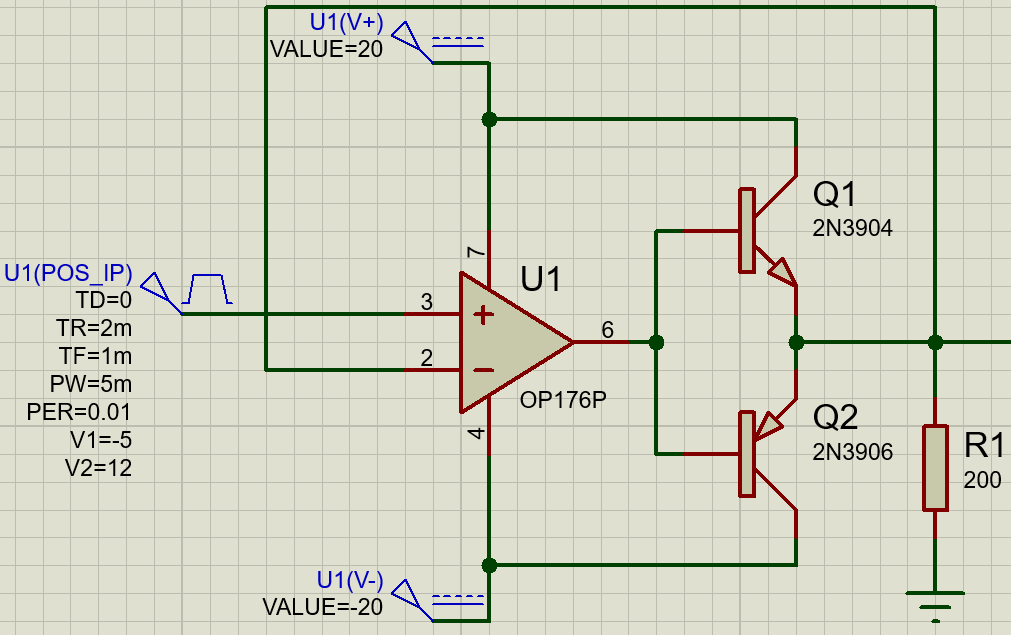 U1(V+)
VALUE=20
Q1
2N3904
7
U1
U1(POS_IP)
TD=0
TR=2m
TF=1m
PW=5m
PER=0.01
V1=-5
V2=12
3
+
6
2
−
OP176P
4
Q2
2N3906
R1
200
U1(V-)
VALUE=-20